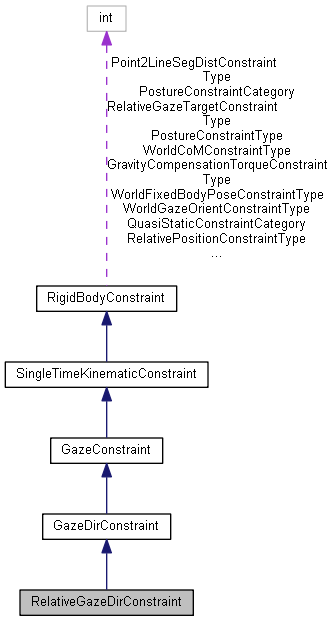 int
Point2LineSegDistConstraint
Type
PostureConstraintCategory
RelativeGazeTargetConstraint
Type
PostureConstraintType
WorldCoMConstraintType
GravityCompensationTorqueConstraint
Type
WorldFixedBodyPoseConstraintType
WorldGazeOrientConstraintType
QuasiStaticConstraintCategory
RelativePositionConstraintType
...
RigidBodyConstraint
SingleTimeKinematicConstraint
GazeConstraint
GazeDirConstraint
RelativeGazeDirConstraint